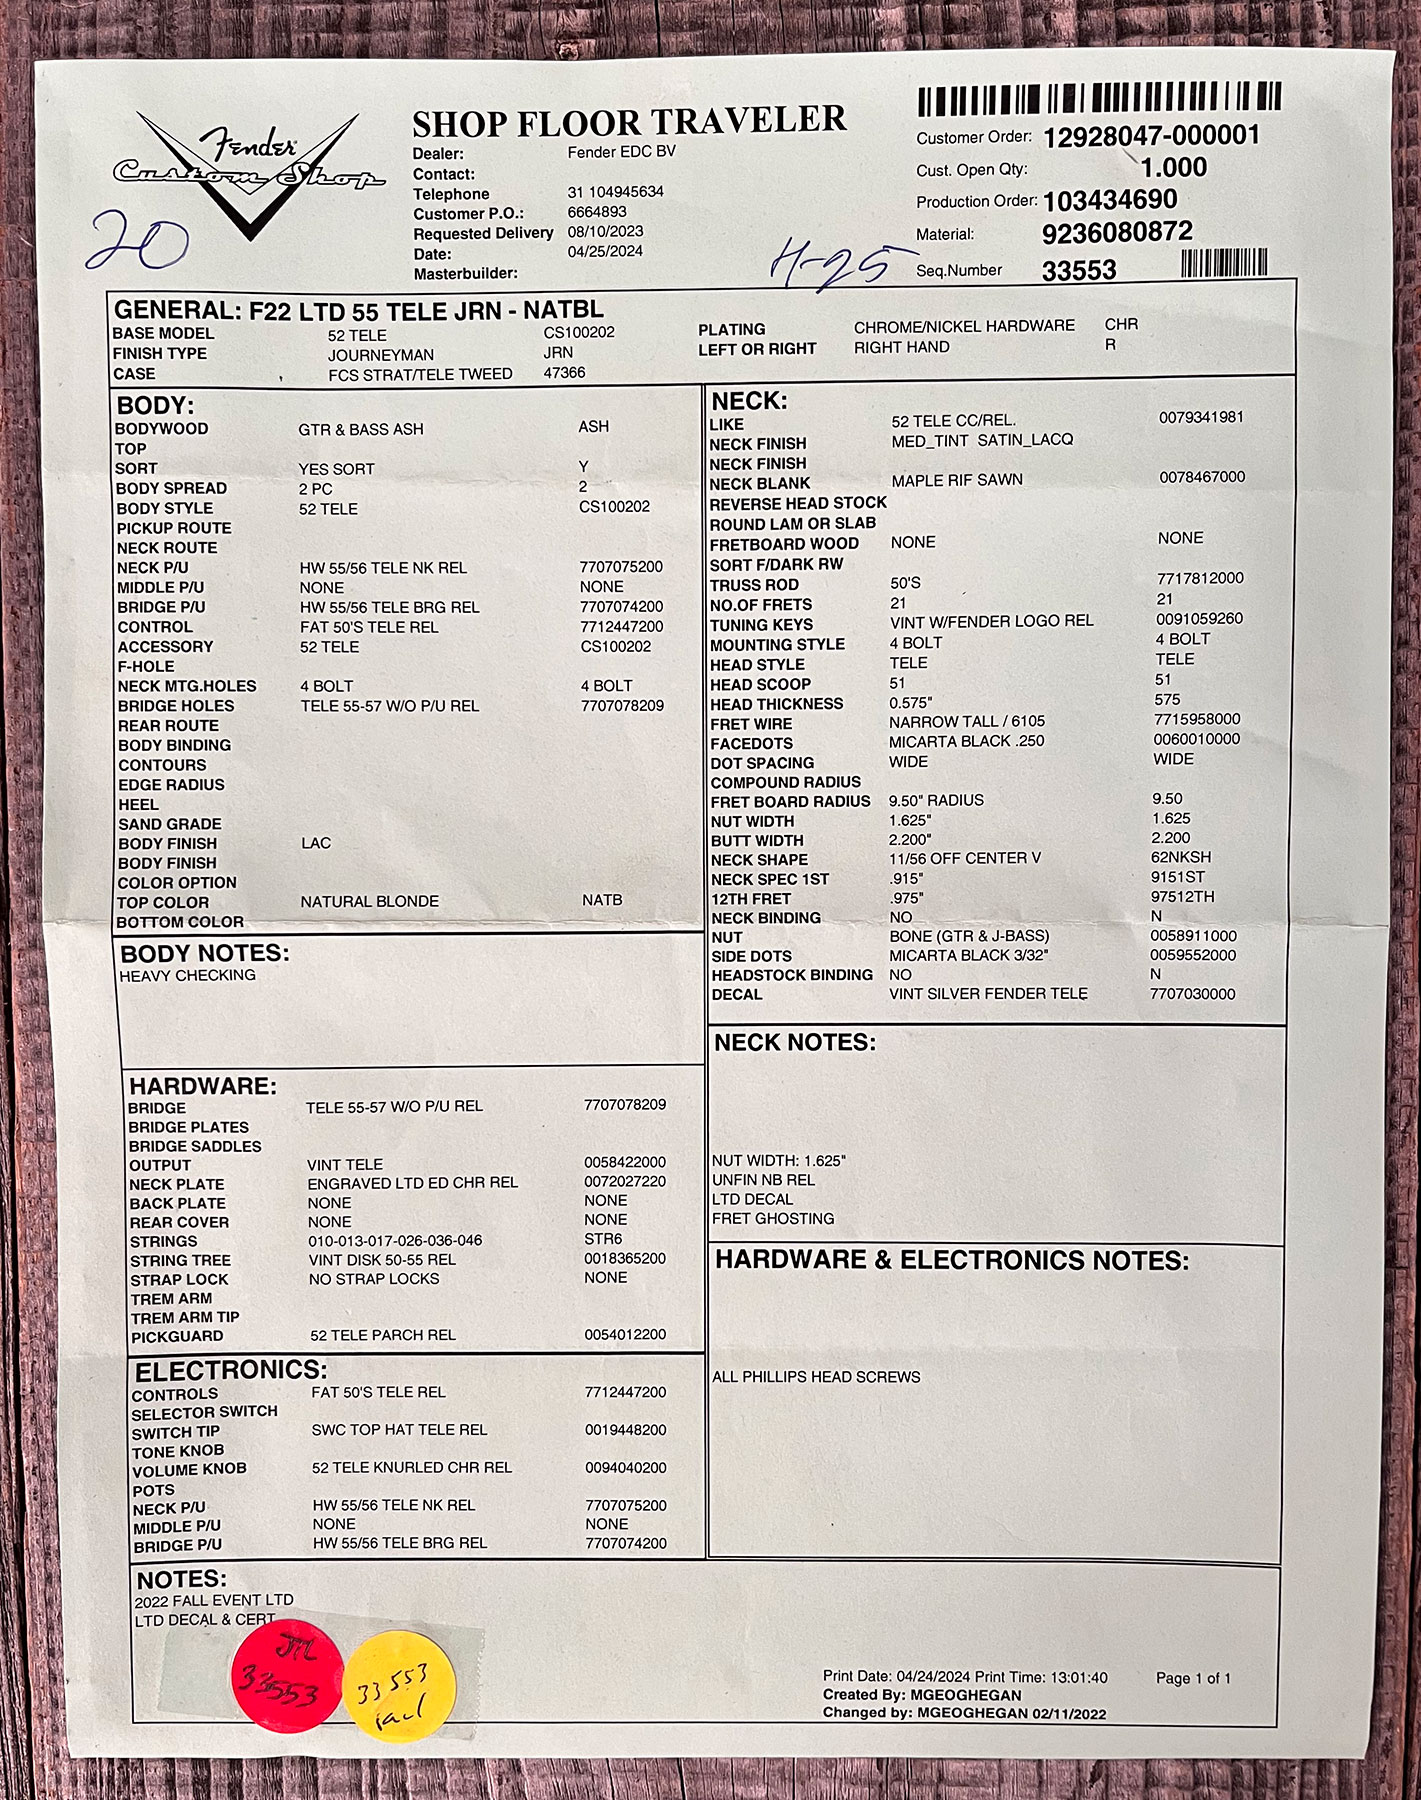 Fender
Custom Shop
20
SHOP FLOOR TRAVELER
Dealer: Fender EDC BV
Contact:
Telephone 31 104945634
Customer P.O.: 6664893
Requested Delivery 08/10/2023
Date: 04/25/2024
Masterbuilder:
H-25
Customer Order: 12928047-000001
Cust. Open Qty: 1.000
Production Order: 103434690
Material: 9236080872
Seq.Number 33553
GENERAL: F22 LTD 55 TELE JRN - NATBL
BASE MODEL 52 TELE CS100202
FINISH TYPE JOURNEYMAN JRN
CASE FCS STRAT/TELE TWEED 47366
PLATING CHROME/NICKEL HARDWARE CHR
LEFT OR RIGHT RIGHT HAND R
BODY:
BODYWOOD GTR & BASS ASH ASH
TOP
SORT YES SORT Y
BODY SPREAD 2 PC 2
BODY STYLE 52 TELE CS100202
PICKUP ROUTE
NECK ROUTE
NECK P/U HW 55/56 TELE NK REL 7707075200
MIDDLE P/U NONE NONE
BRIDGE P/U HW 55/56 TELE BRG REL 7707074200
CONTROL FAT 50'S TELE REL 7712447200
ACCESSORY 52 TELE CS100202
F-HOLE
NECK MTG.HOLES 4 BOLT 4 BOLT
BRIDGE HOLES TELE 55-57 W/O P/U REL 7707078209
REAR ROUTE
BODY BINDING
CONTOURS
EDGE RADIUS
HEEL
SAND GRADE
BODY FINISH LAC
BODY FINISH
COLOR OPTION
TOP COLOR NATURAL BLONDE NATB
BOTTOM COLOR
BODY NOTES:
HEAVY CHECKING
HARDWARE:
BRIDGE TELE 55-57 W/O P/U REL 7707078209
BRIDGE PLATES
BRIDGE SADDLES
OUTPUT VINT TELE 0058422000
NECK PLATE ENGRAVED LTD ED CHR REL 0072027220
BACK PLATE NONE NONE
REAR COVER NONE NONE
STRINGS 010-013-017-026-036-046 STR6
STRING TREE VINT DISK 50-55 REL 0018365200
STRAP LOCK NO STRAP LOCKS NONE
TREM ARM
TREM ARM TIP
PICKGUARD 52 TELE PARCH REL 0054012200
ELECTRONICS:
CONTROLS FAT 50'S TELE REL 7712447200
SELECTOR SWITCH
SWITCH TIP SWC TOP HAT TELE REL 0019448200
TONE KNOB
VOLUME KNOB 52 TELE KNURLED CHR REL 0094040200
POTS
NECK P/U HW 55/56 TELE NK REL 7707075200
MIDDLE P/U NONE NONE
BRIDGE P/U HW 55/56 TELE BRG REL 7707074200
NECK:
LIKE 52 TELE CC/REL. 0079341981
NECK FINISH MED_TINT SATIN_LACQ
NECK FINISH
NECK BLANK MAPLE RIF SAWN 0078467000
REVERSE HEAD STOCK
ROUND LAM OR SLAB
FRETBOARD WOOD NONE NONE
SORT F/DARK RW
TRUSS ROD 50'S 7717812000
NO.OF FRETS 21 21
TUNING KEYS VINT W/FENDER LOGO REL 0091059260
MOUNTING STYLE 4 BOLT 4 BOLT
HEAD STYLE TELE TELE
HEAD SCOOP 51 51
HEAD THICKNESS 0.575" 575
FRET WIRE NARROW TALL / 6105 7715958000
FACEDOTS MICARTA BLACK .250 0060010000
DOT SPACING WIDE WIDE
COMPOUND RADIUS
FRET BOARD RADIUS 9.50" RADIUS 9.50
NUT WIDTH 1.625" 1.625
BUTT WIDTH 2.200" 2.200
NECK SHAPE 11/56 OFF CENTER V 62NKSH
NECK SPEC 1ST .915" 9151ST
12TH FRET .975" 97512TH
NECK BINDING NO N
NUT BONE (GTR & J-BASS) 0058911000
SIDE DOTS MICARTA BLACK 3/32" 0059552000
HEADSTOCK BINDING NO N
DECAL VINT SILVER FENDER TELE 7707030000
NECK NOTES:
NUT WIDTH: 1.625"
UNFIN NB REL
LTD DECAL
FRET GHOSTING
HARDWARE & ELECTRONICS NOTES:
ALL PHILLIPS HEAD SCREWS
NOTES:
2022 FALL EVENT LTD
LTD DECAL & CERT
33553
33553
Print Date: 04/24/2024 Print Time: 13:01:40 Page 1 of 1
Created By: MGEOGHEGAN
Changed by: MGEOGHEGAN 02/11/2022